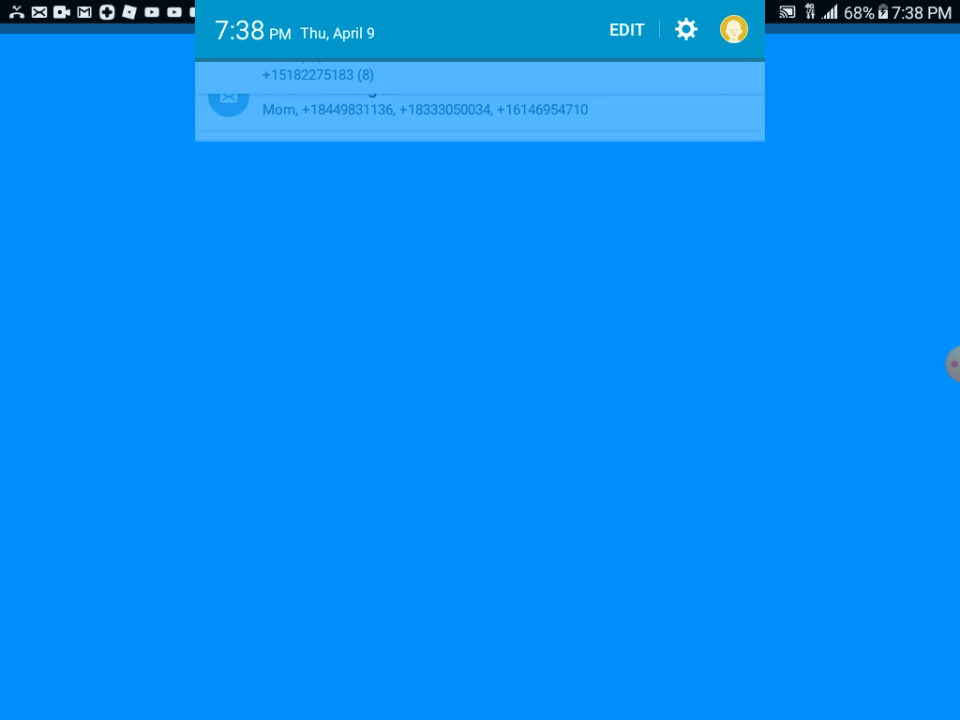 68% 7:38 PM
7:38 PM Thu, April 9 EDIT
+15182275183 (8)
Mom, +18449831136, +18333050034, +16146954710